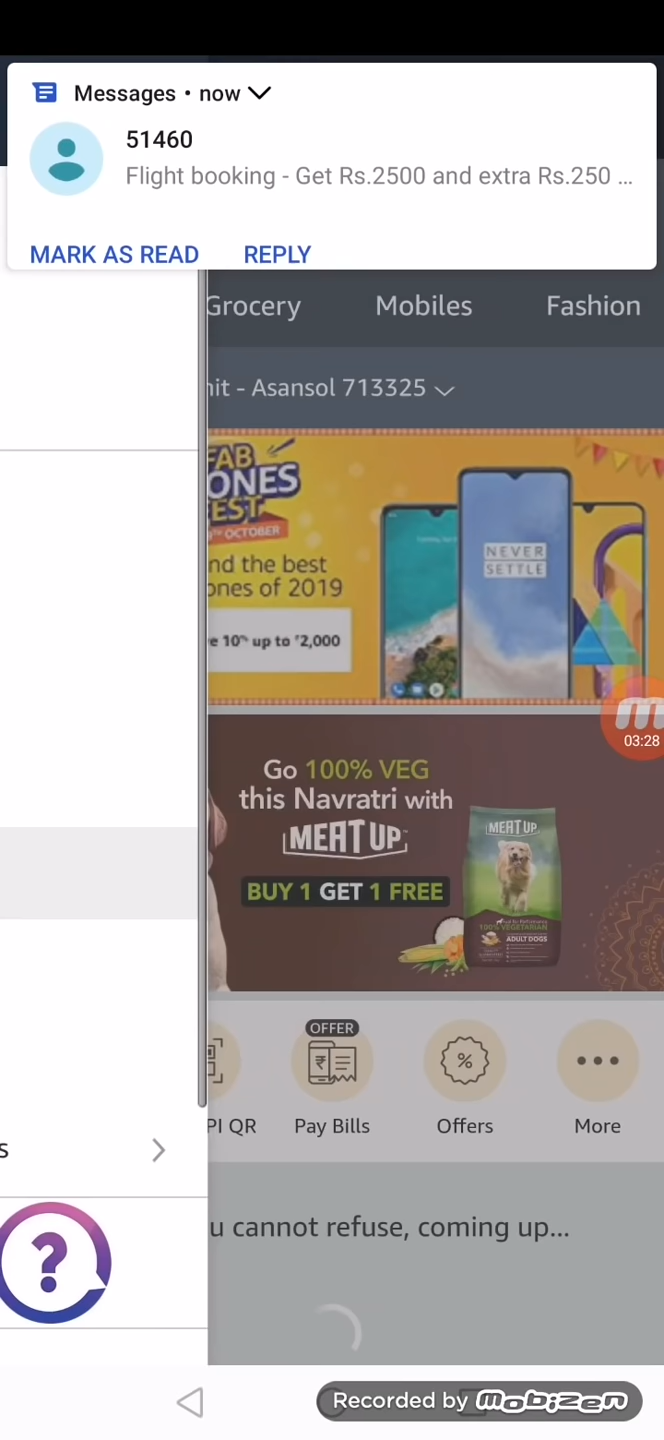 Messages • now
51460
Flight booking - Get Rs.2500 and extra Rs.250 ...
MARK AS READ REPLY
Grocery Mobiles Fashion
nit - Asansol 713325
FAB
ONES
EST
TH OCTOBER
nd the best
ones of 2019
e 10% up to ₹2,000
NEVER
SETTLE
03:28
Go 100% VEG
this Navratri with
MEAT UP
BUY 1 GET 1 FREE
MEAT UP
100% VEGETARIAN
ADULT DOGS
OFFER
PI QR Pay Bills Offers More
s
u cannot refuse, coming up...
?
Recorded by mobizen